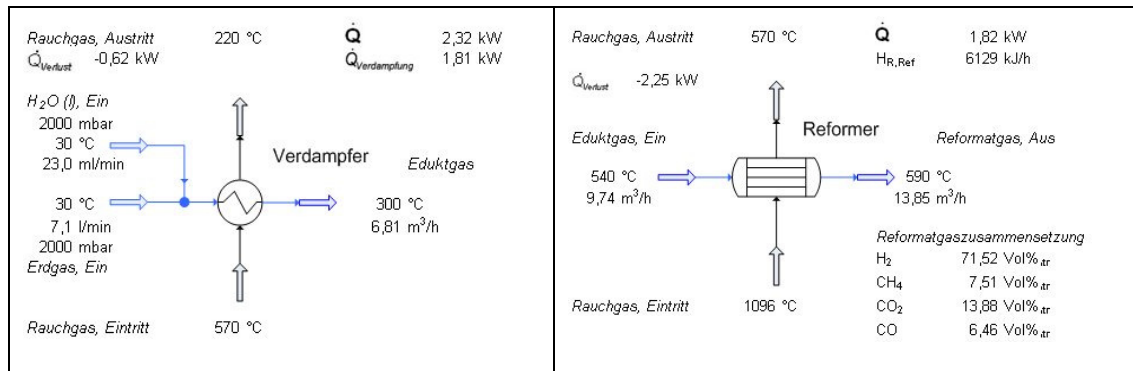 Rauchgas, Austritt 220 °C Q̇ 2,32 kW
Q̇Verlust -0,62 kW Q̇Verdampfung 1,81 kW
H2O (l), Ein
2000 mbar
30 °C
23,0 ml/min
Verdampfer
Eduktgas
30 °C
300 °C
7,1 l/min
6,81 m³/h
2000 mbar
Erdgas, Ein
Rauchgas, Eintritt 570 °C
Rauchgas, Austritt 570 °C Q̇ 1,82 kW
HR,Ref 6129 kJ/h
Q̇Verlust -2,25 kW
Reformer
Eduktgas, Ein
Reformatgas, Aus
540 °C
590 °C
9,74 m³/h
13,85 m³/h
Reformatgaszusammensetzung
H2 71,52 Vol%,tr
CH4 7,51 Vol%,tr
Rauchgas, Eintritt 1096 °C
CO2 13,88 Vol%,tr
CO 6,46 Vol%,tr